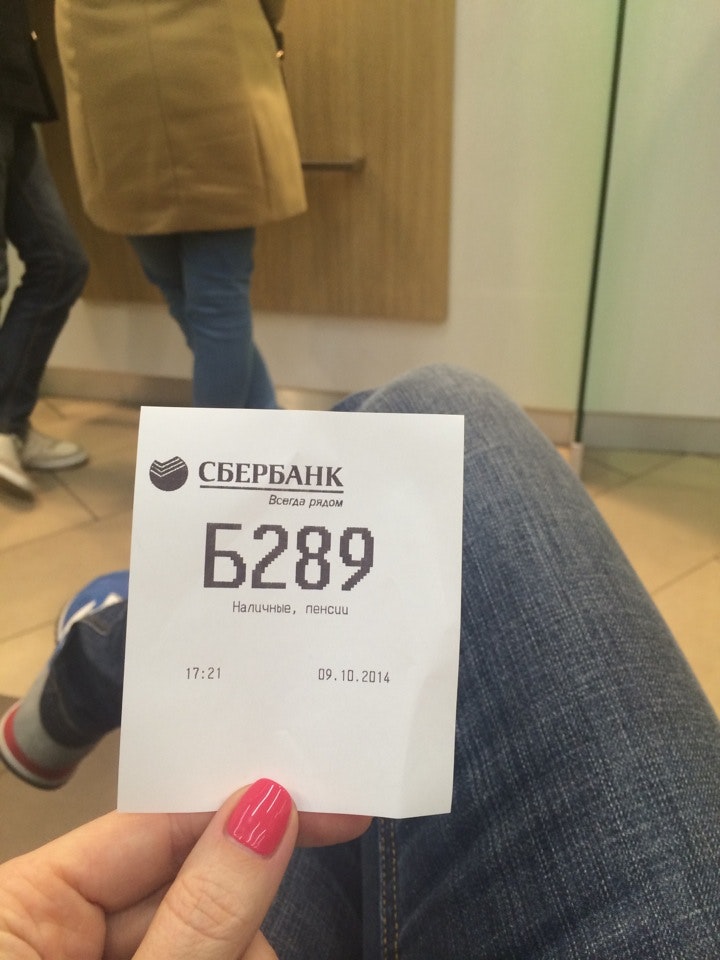 СБЕРБАНК
Всегда рядом
Б289
Наличные, пенсии
17:21 09.10.2014